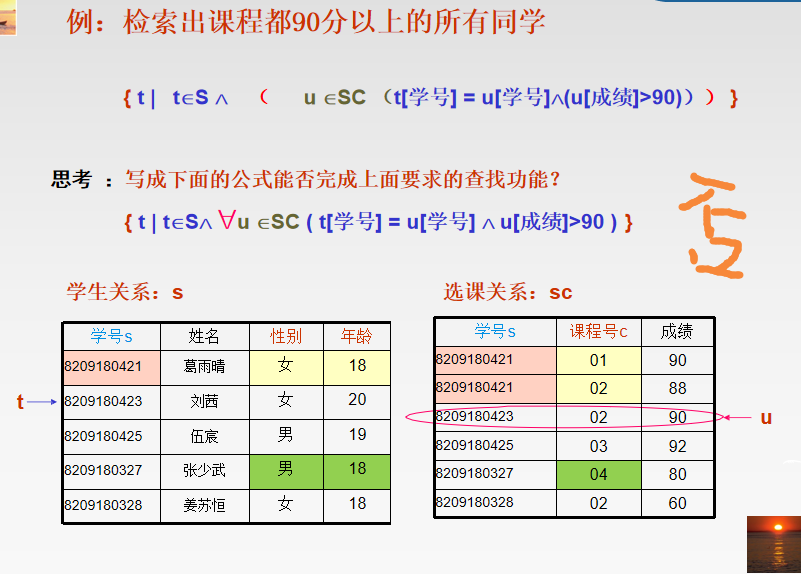 例：检索出课程都90分以上的所有同学
{ t | t∈S ∧ （ u ∈SC （t[学号] = u[学号]∧(u[成绩]>90)）） }
思考 ：写成下面的公式能否完成上面要求的查找功能？
{ t | t∈S∧ ∀u ∈SC ( t[学号] = u[学号] ∧ u[成绩]>90 ) }
否
学生关系：s
选课关系：sc
学号s 姓名 性别 年龄
8209180421 葛雨晴 女 18
8209180423 刘茜 女 20
8209180425 伍宸 男 19
8209180327 张少武 男 18
8209180328 姜苏恒 女 18
t
学号s 课程号c 成绩
8209180421 01 90
8209180421 02 88
8209180423 02 90
8209180425 03 92
8209180327 04 80
8209180328 02 60
u